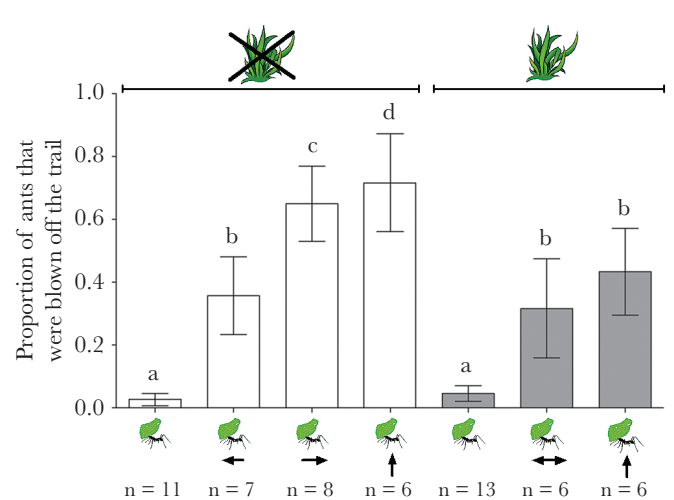 Proportion of ants that
were blown off the trail
1.0
0.8
0.6
0.4
0.2
0.0
a
b
c
d
a
b
b
n = 11
n = 7
n = 8
n = 6
n = 13
n = 6
n = 6